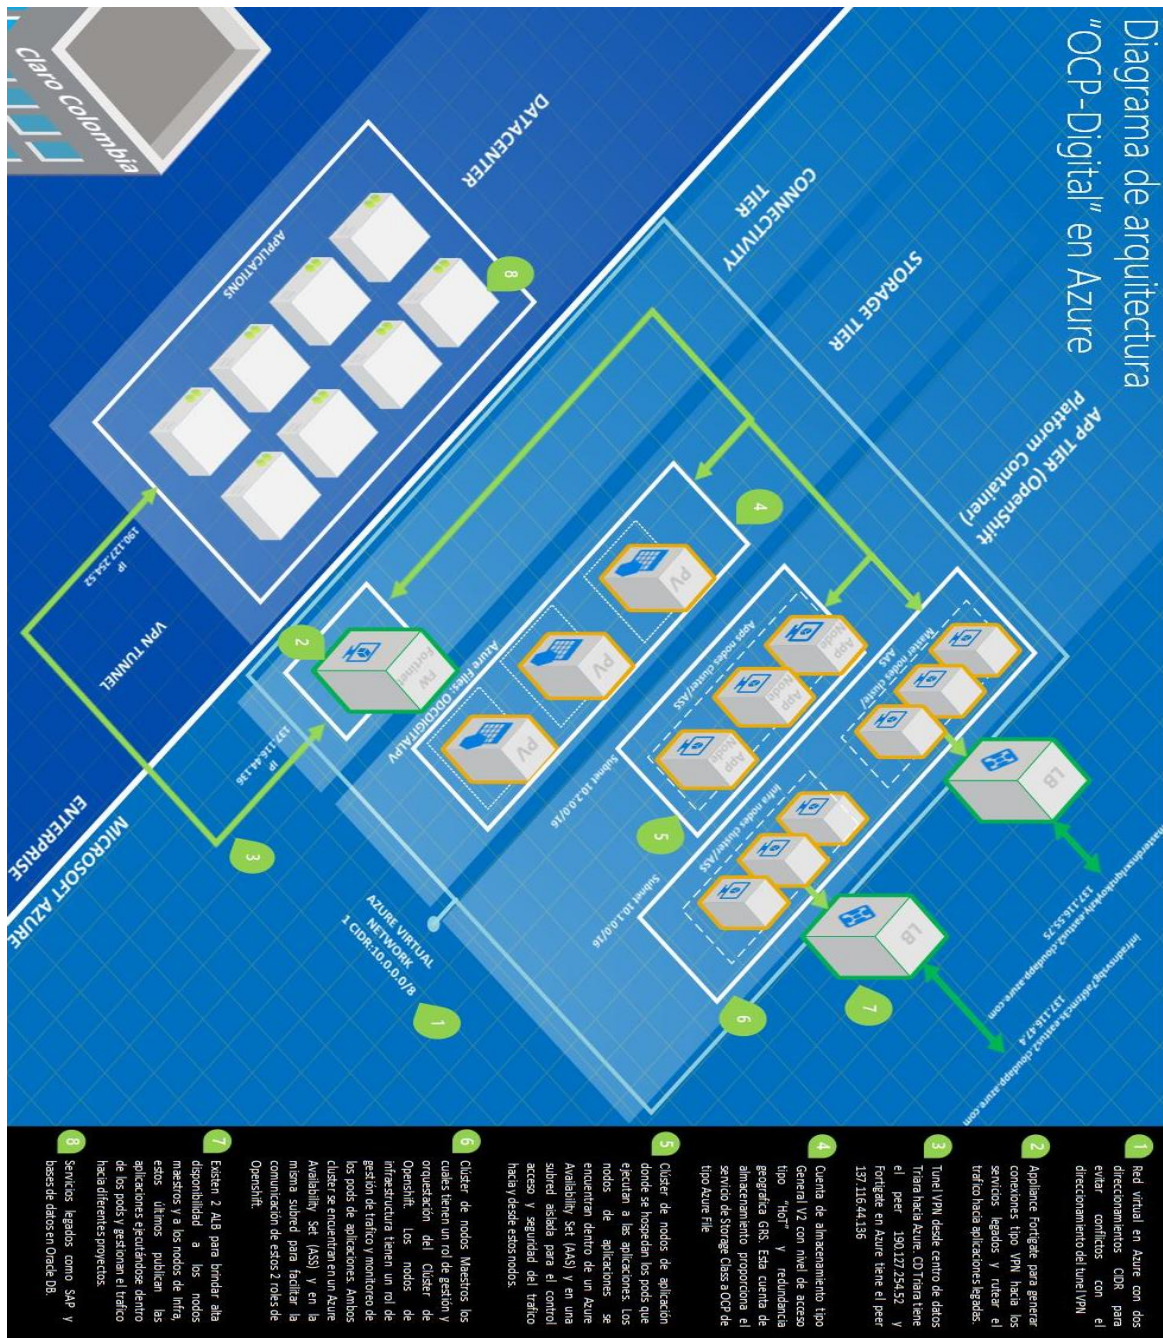 Diagrama de arquitectura
"OCP-Digital" en Azure
Claro Colombia
DATACENTER
APPLICATIONS
8
CONNECTIVITY
TIER
STORAGE TIER
APP TIER (OpenShift
Platform Container)
4
PV
PV
PV
Azure Files: ODCDIGITALPV
2
FW
Fortinet
IP
190.127.254.52
VPN TUNNEL
IP
137.116.44.136
3
ENTERPRISE
MICROSOFT AZURE
Master nodes cluster/
AAS
App
Node
App
Node
App
Node
Apps nodes cluster/ASS
Subnet 10.2.0.0/16
5
Infra nodes cluster/ASS
Subnet 10.1.0.0/16
6
LB
LB
7
137.116.55.75
137.116.47.4
AZURE VIRTUAL
NETWORK
1 CIDR:10.0.0.0/8
1
1 Red virtual en Azure con dos
direccionamientos CIDR para
evitar conflictos con el
direccionamiento del tunel VPN
2 Appliance Fortigate para generar
conexiones tipo VPN hacia los
servicios legados y rutear el
trafico hacia aplicaciones legadas.
3 Tunel VPN desde centro de datos
Triara hacia Azure. CD Triara tiene
el peer 190.127.254.52 y
Fortigate en Azure tiene el peer
137.116.44.136
4 Cuenta de almacenamiento tipo
General V2 con nivel de acceso
tipo "HoT" y redundancia
geografica GRS. Esta cuenta de
almacenamiento proporciona el
servicio de Storage Class a OCP de
tipo Azure File
5 Clúster de nodos de aplicación
donde se hospedan los pods que
ejecutan a las aplicaciones. Los
nodos de aplicaciones se
encuentran dentro de un Azure
Availability Set (AAS) y en una
subred aislada para el control
acceso y seguridad del tráfico
hacia y desde estos nodos.
6 Clúster de nodos Maestros los
cuales tienen un rol de gestión y
orquestación del Clúster de
Openshift. Los nodos de
infraestructura tienen un rol de
gestión de trafico y monitoreo de
los pods de aplicaciones. Ambos
cluster se encuentran en un Azure
Availability Set (ASS) y en la
misma subred para facilitar la
comunicación de estos 2 roles de
Openshift.
7 Existen 2 ALB para brindar alta
disponibilidad a los nodos
maestros y a los nodos de Infra,
estos últimos publican las
aplicaciones ejecutándose dentro
de los pods y gestionan el tráfico
hacia diferentes proyectos.
8 Servicios legados como SAP y
bases de datos en Oracle DB.